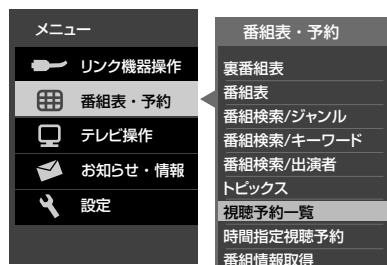 メニュー
リンク機器操作
番組表・予約
テレビ操作
お知らせ・情報
設定
番組表・予約
裏番組表
番組表
番組検索/ジャンル
番組検索/キーワード
番組検索/出演者
トピックス
視聴予約一覧
時間指定視聴予約
番組情報取得